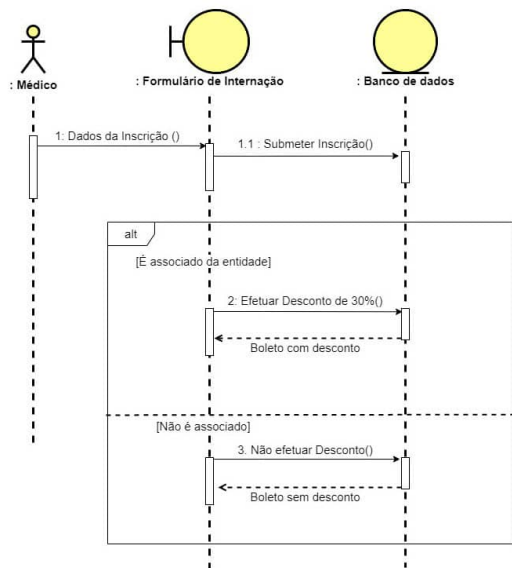 : Médico
: Formulário de Internação
: Banco de dados
1: Dados da Inscrição ()
1.1 : Submeter Inscrição()
alt
[É associado da entidade]
2: Efetuar Desconto de 30%()
Boleto com desconto
[Não é associado]
3. Não efetuar Desconto()
Boleto sem desconto